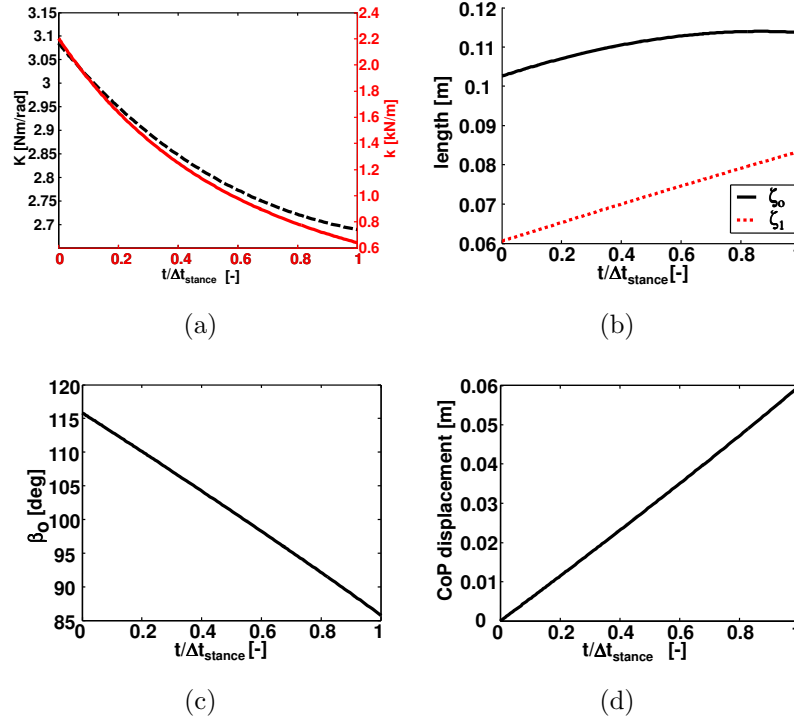 3.15
3.1
3.05
3
2.95
2.9
2.85
2.8
2.75
2.7
K [Nm/rad]
2.4
2.2
2.0
1.8
1.6
1.4
1.2
1.0
0.8
0.6
k [kN/m]
0 0.2 0.4 0.6 0.8 1
t/Δt_stance [-]
(a)
0.12
0.11
0.1
0.09
0.08
0.07
0.06
length [m]
ζ₀
ζ₁
0 0.2 0.4 0.6 0.8
t/Δt_stance [-]
(b)
120
115
110
105
100
95
90
85
β₀ [deg]
0 0.2 0.4 0.6 0.8 1
t/Δt_stance [-]
(c)
0.06
0.05
0.04
0.03
0.02
0.01
0
CoP displacement [m]
0 0.2 0.4 0.6 0.8
t/Δt_stance [-]
(d)